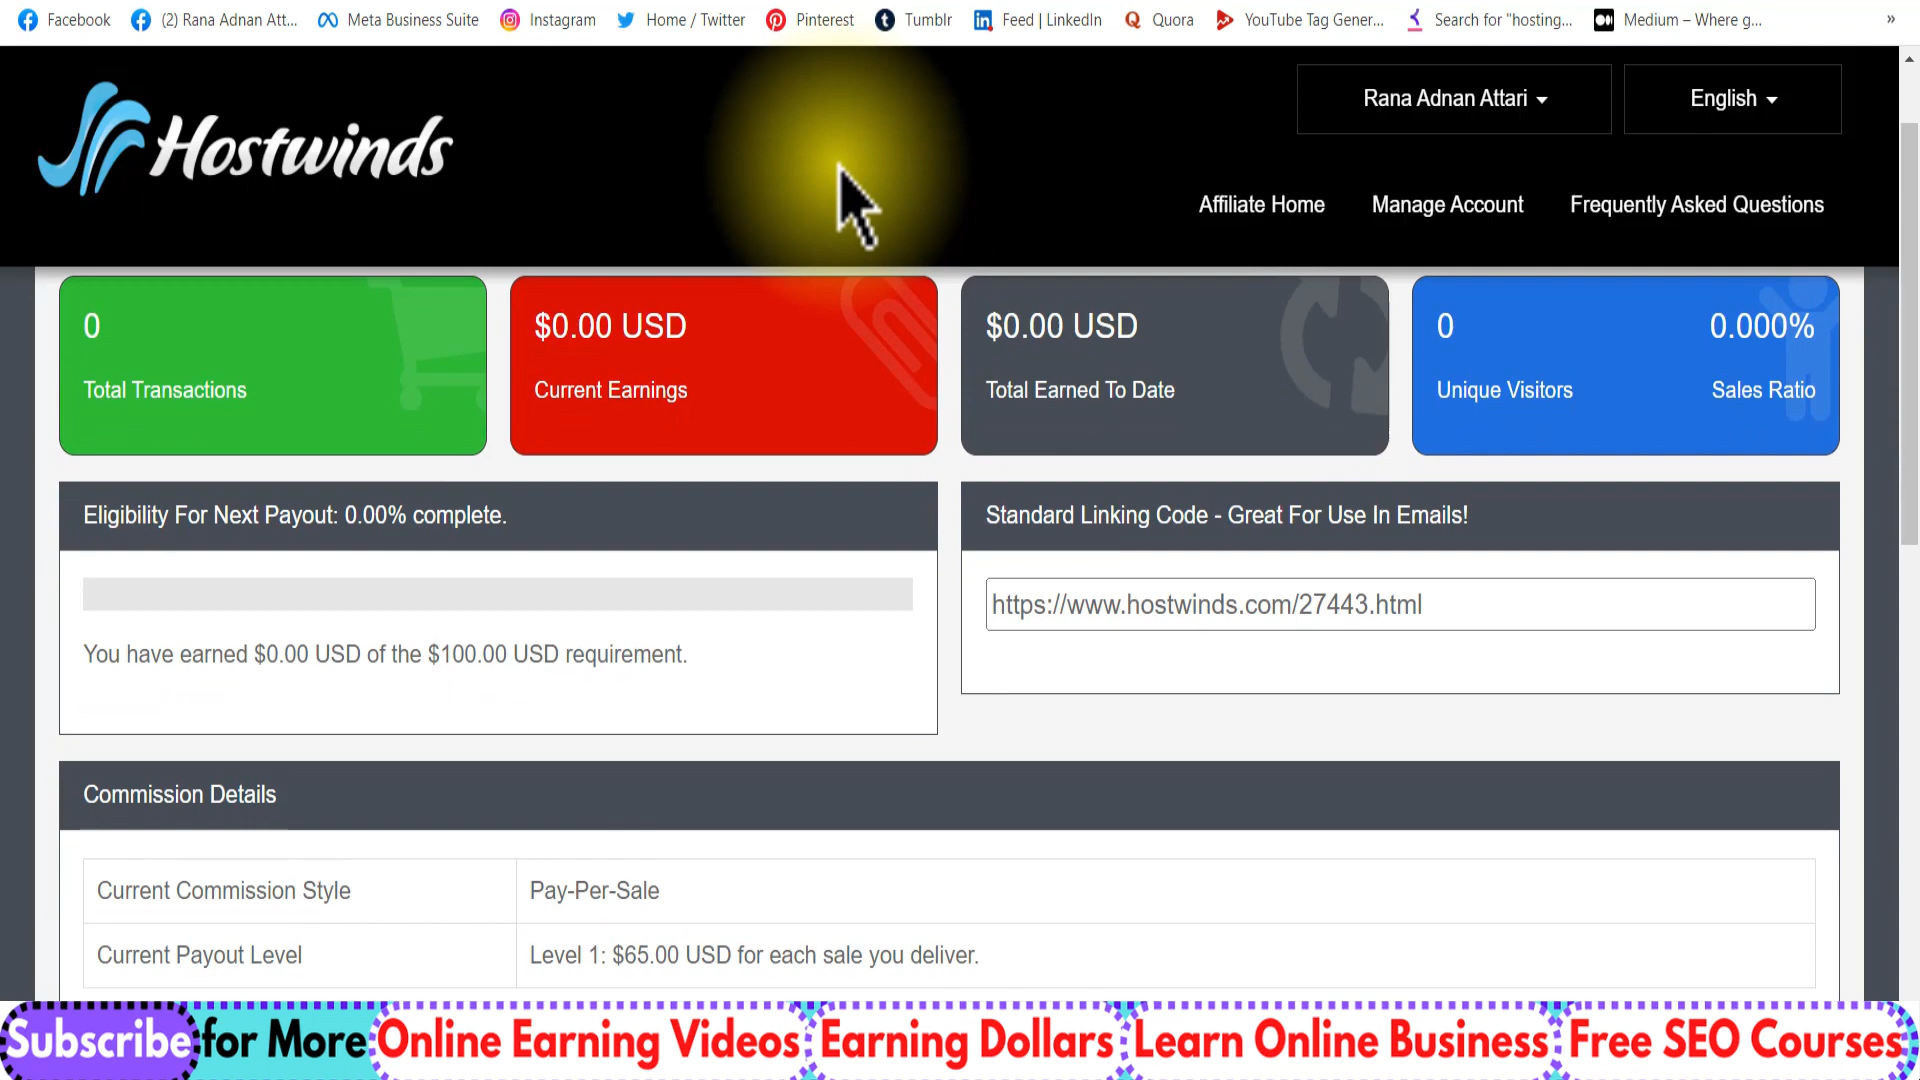 Facebook (2) Rana Adnan Att... Meta Business Suite Instagram Home / Twitter Pinterest Tumblr Feed | LinkedIn Quora YouTube Tag Gener... Search for "hosting... Medium – Where g... »
Hostwinds
Rana Adnan Attari English
Affiliate Home Manage Account Frequently Asked Questions
0
Total Transactions
$0.00 USD
Current Earnings
$0.00 USD
Total Earned To Date
0 0.000%
Unique Visitors Sales Ratio
Eligibility For Next Payout: 0.00% complete.
You have earned $0.00 USD of the $100.00 USD requirement.
Standard Linking Code - Great For Use In Emails!
https://www.hostwinds.com/27443.html
Commission Details
Current Commission Style Pay-Per-Sale
Current Payout Level Level 1: $65.00 USD for each sale you deliver.
Subscribe for More Online Earning Videos Earning Dollars Learn Online Business Free SEO Courses